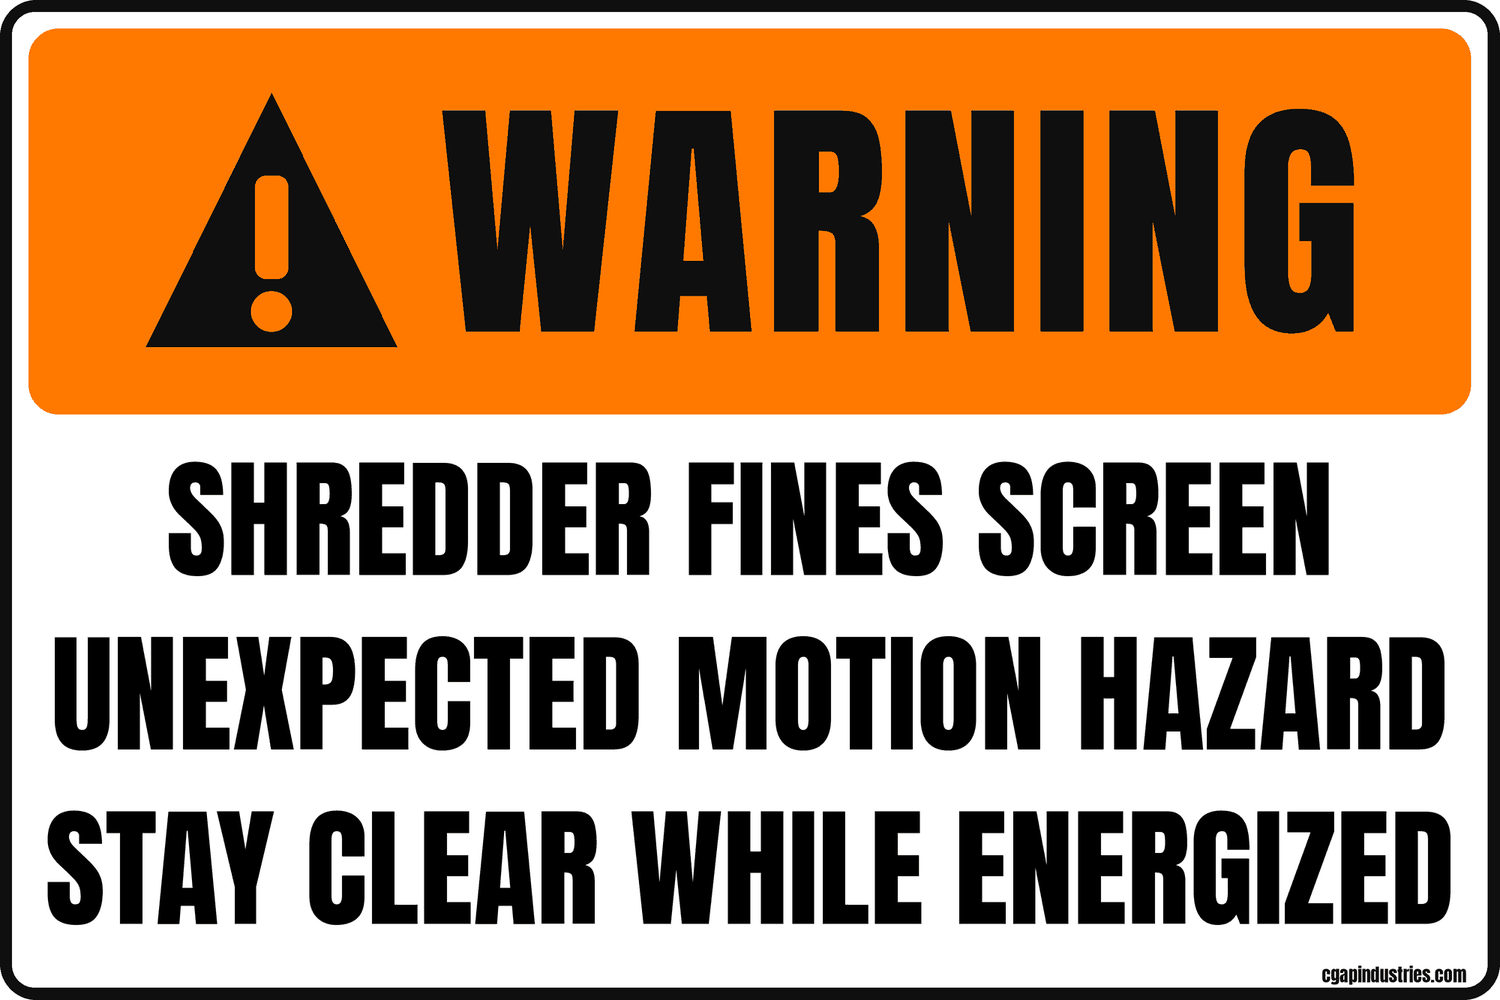 WARNING
SHREDDER FINES SCREEN
UNEXPECTED MOTION HAZARD
STAY CLEAR WHILE ENERGIZED
cgapindustries.com